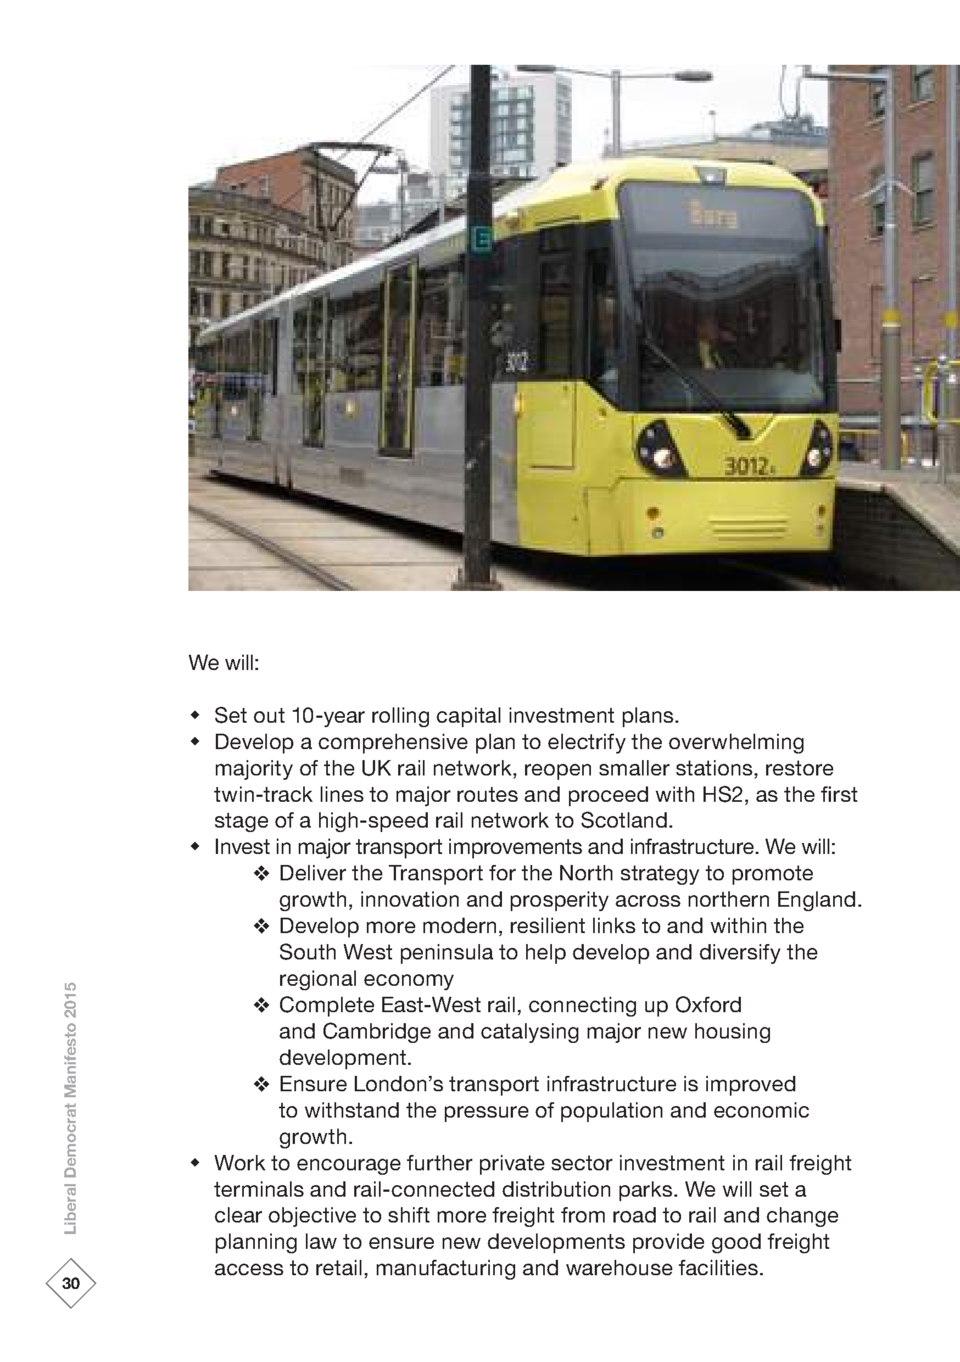 Bury
E
3012
3012
We will:
◆ Set out 10-year rolling capital investment plans.
◆ Develop a comprehensive plan to electrify the overwhelming
majority of the UK rail network, reopen smaller stations, restore
twin-track lines to major routes and proceed with HS2, as the first
stage of a high-speed rail network to Scotland.
◆ Invest in major transport improvements and infrastructure. We will:
❖ Deliver the Transport for the North strategy to promote
growth, innovation and prosperity across northern England.
❖ Develop more modern, resilient links to and within the
South West peninsula to help develop and diversify the
regional economy
❖ Complete East-West rail, connecting up Oxford
and Cambridge and catalysing major new housing
development.
❖ Ensure London’s transport infrastructure is improved
to withstand the pressure of population and economic
growth.
◆ Work to encourage further private sector investment in rail freight
terminals and rail-connected distribution parks. We will set a
clear objective to shift more freight from road to rail and change
planning law to ensure new developments provide good freight
access to retail, manufacturing and warehouse facilities.
Liberal Democrat Manifesto 2015
30